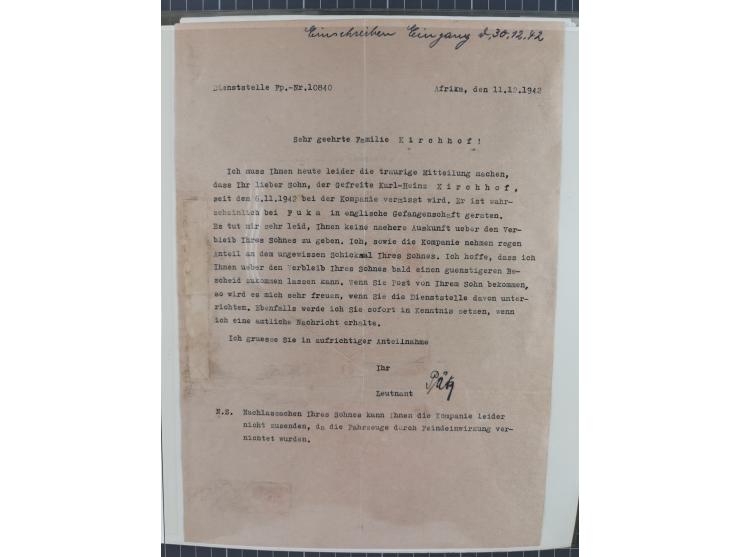 Einschreiben Eingang d. 30.12.42
Dienststelle Fp.-Nr.10840 Afrika, den 11.12.1942
Sehr geehrte Familie K i r c h h o f !
Ich muss Ihnen heute leider die traurige Mitteilung machen,
dass Ihr lieber Sohn, der Gefreite Karl-Heinz K i r c h h o f ,
seit dem 6.11.1942 bei der Kompanie vermisst wird. Er ist wahr-
scheinlich bei F u k a in englische Gefangenschaft geraten.
Es tut mir sehr leid, Ihnen keine naehere Auskunft ueber den Ver-
bleib Ihres Sohnes zu geben. Ich, sowie die Kompanie nehmen regen
Anteil an dem ungewissen Schicksal Ihres Sohnes. Ich hoffe, dass ich
Ihnen ueber den Verbleib Ihres Sohnes bald einen guenstigeren Be-
scheid zukommen lassen kann. Wenn Sie Post von Ihrem Sohn bekommen,
so wird es mich sehr freuen, wenn Sie die Dienststelle davon unter-
richten. Ebenfalls werde ich Sie sofort in Kenntnis setzen, wenn
ich eine amtliche Nachricht erhalte.
Ich gruesse Sie in aufrichtiger Anteilnahme
Ihr
Pätz
Leutnant
N.S. Nachlassachen Ihres Sohnes kann Ihnen die Kompanie leider
nicht zusenden, da die Fahrzeuge durch Feindeinwirkung ver-
nichtet wurden.